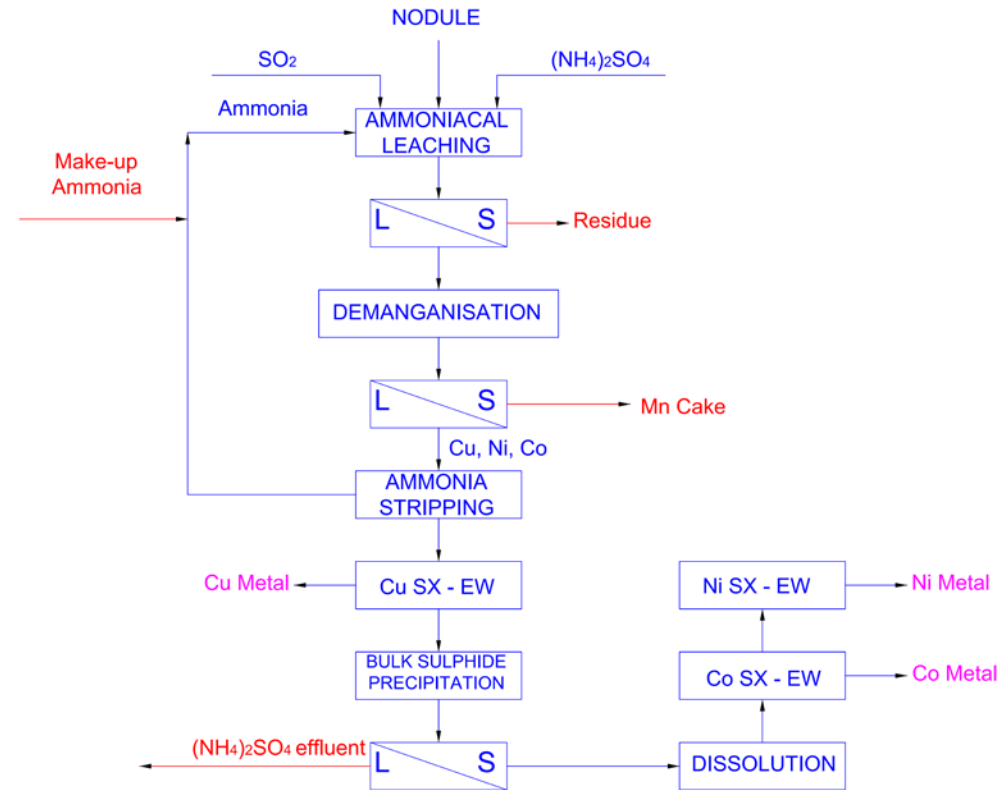 NODULE
SO2
(NH4)2SO4
Ammonia
AMMONIACAL
LEACHING
Make-up
Ammonia
L S
Residue
DEMANGANISATION
L S
Mn Cake
Cu, Ni, Co
AMMONIA
STRIPPING
Cu Metal
Cu SX - EW
Ni SX - EW
Ni Metal
BULK SULPHIDE
PRECIPITATION
Co SX - EW
Co Metal
(NH4)2SO4 effluent
L S
DISSOLUTION